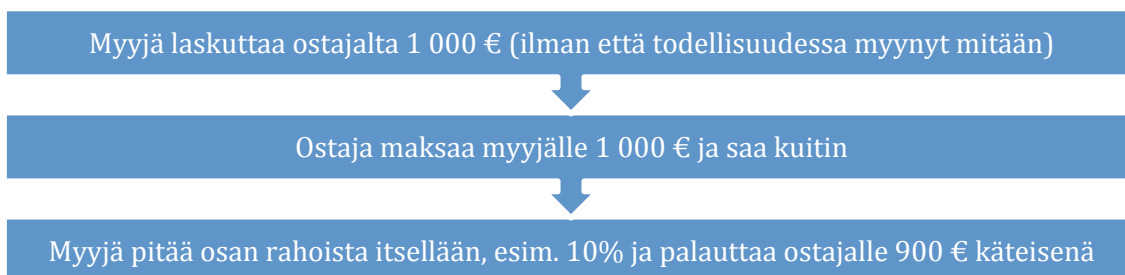 Myyjä laskuttaa ostajalta 1 000 € (ilman että todellisuudessa myynyt mitään)
Ostaja maksaa myyjälle 1 000 € ja saa kuitin
Myyjä pitää osan rahoista itsellään, esim. 10% ja palauttaa ostajalle 900 € käteisenä